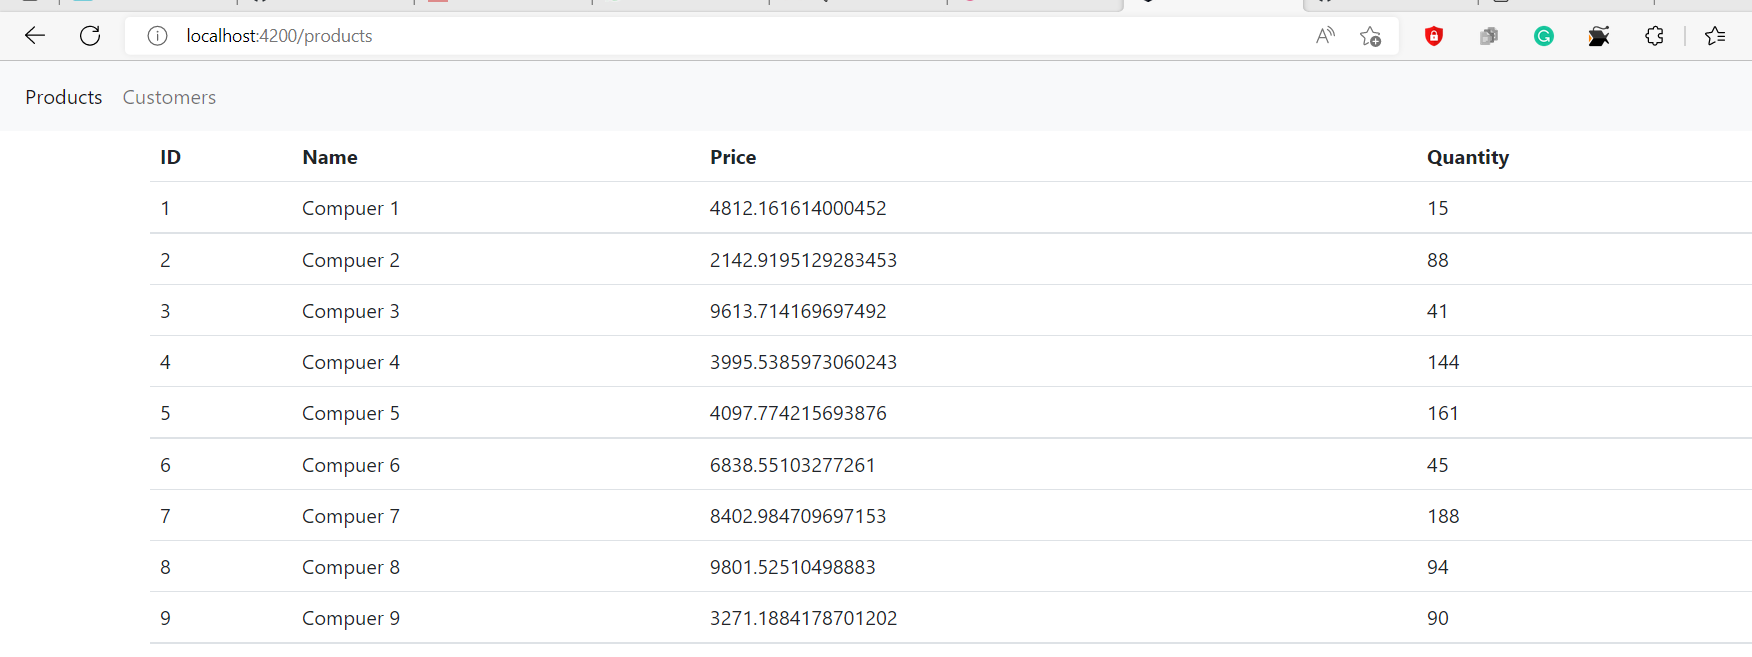 localhost:4200/products
Products Customers
ID Name Price Quantity
1 Compuer 1 4812.161614000452 15
2 Compuer 2 2142.9195129283453 88
3 Compuer 3 9613.714169697492 41
4 Compuer 4 3995.5385973060243 144
5 Compuer 5 4097.774215693876 161
6 Compuer 6 6838.55103277261 45
7 Compuer 7 8402.984709697153 188
8 Compuer 8 9801.52510498883 94
9 Compuer 9 3271.1884178701202 90